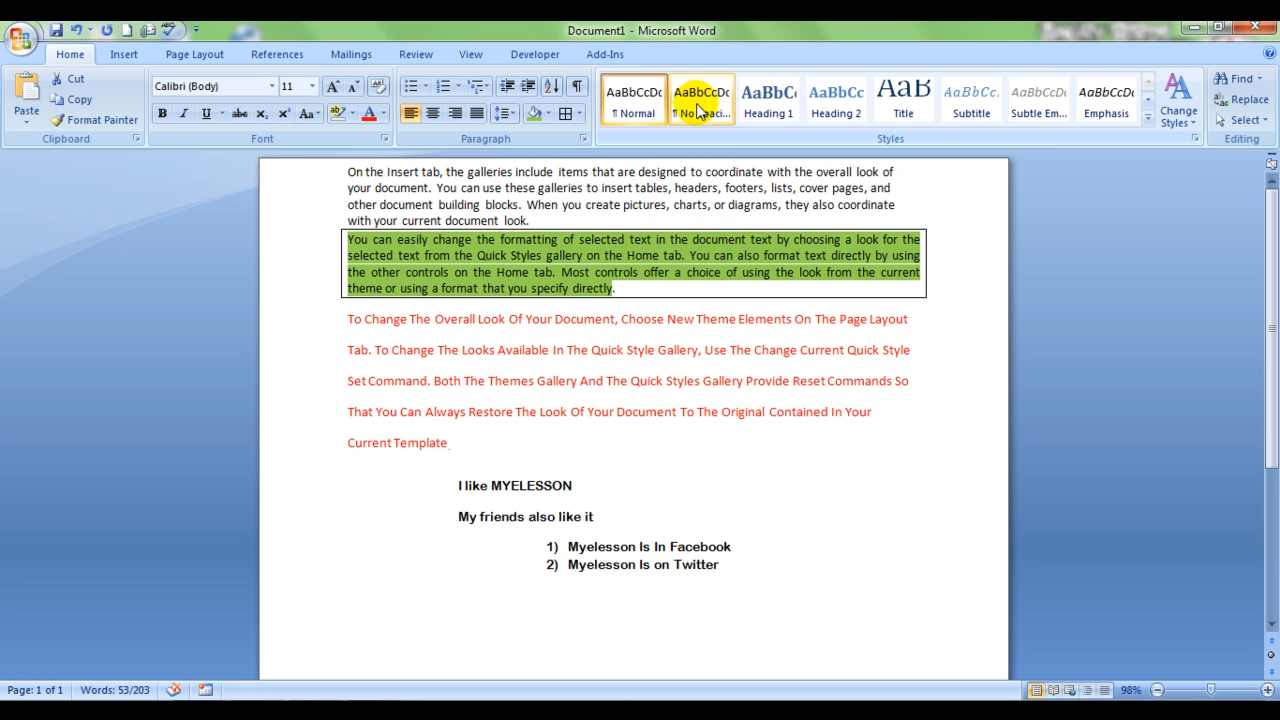 Document1 - Microsoft Word
Home Insert Page Layout References Mailings Review View Developer Add-Ins
Paste
Cut
Copy
Format Painter
Clipboard
Calibri (Body) 11
Font
Paragraph
AaBbCcDc AaBbCcDc AaBbC AaBbCc AaB AaBbCc. AaBbCcDc AaBbCcDc
¶ Normal Heading 1 Heading 2 Title Subtitle Subtle Em... Emphasis
Change Styles
Styles
Find
Replace
Select
Editing
On the Insert tab, the galleries include items that are designed to coordinate with the overall look of
your document. You can use these galleries to insert tables, headers, footers, lists, cover pages, and
other document building blocks. When you create pictures, charts, or diagrams, they also coordinate
with your current document look.
You can easily change the formatting of selected text in the document text by choosing a look for the
selected text from the Quick Styles gallery on the Home tab. You can also format text directly by using
the other controls on the Home tab. Most controls offer a choice of using the look from the current
theme or using a format that you specify directly.
To Change The Overall Look Of Your Document, Choose New Theme Elements On The Page Layout
Tab. To Change The Looks Available In The Quick Style Gallery, Use The Change Current Quick Style
Set Command. Both The Themes Gallery And The Quick Styles Gallery Provide Reset Commands So
That You Can Always Restore The Look Of Your Document To The Original Contained In Your
Current Template.
I like MYELESSON
My friends also like it
1) Myelesson Is In Facebook
2) Myelesson Is on Twitter
Page: 1 of 1 Words: 53/203 98%